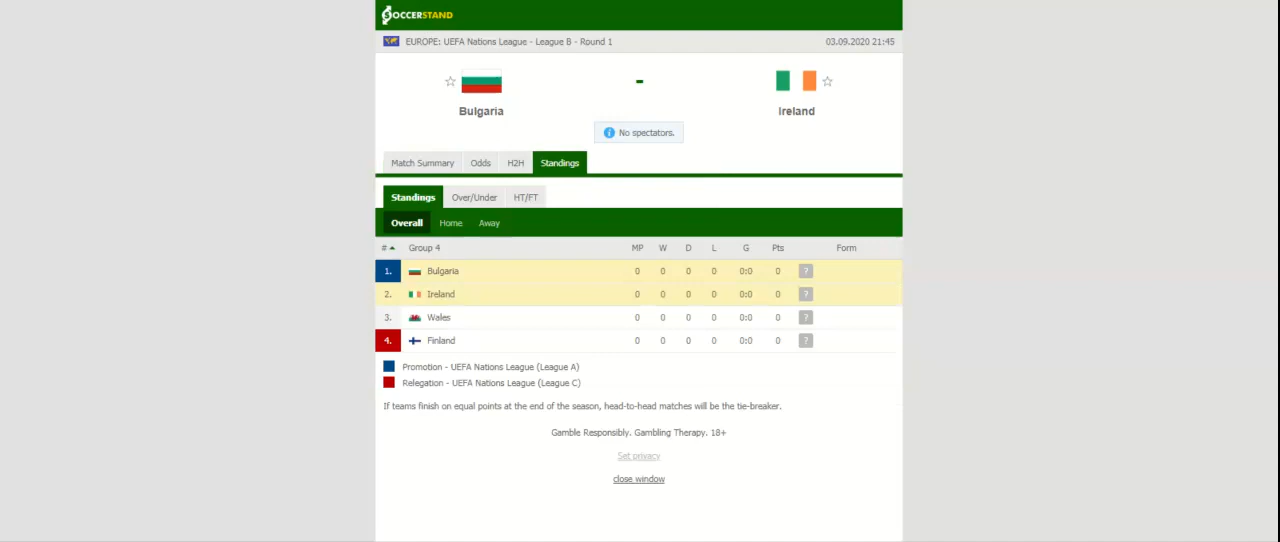 SOCCERSTAND
EUROPE: UEFA Nations League - League B - Round 1 03.09.2020 21:45
-
Bulgaria Ireland
No spectators.
Match Summary Odds H2H Standings
Standings Over/Under HT/FT
Overall Home Away
# Group 4 MP W D L G Pts Form
1. Bulgaria 0 0 0 0 0:0 0 ?
2. Ireland 0 0 0 0 0:0 0 ?
3. Wales 0 0 0 0 0:0 0 ?
4. Finland 0 0 0 0 0:0 0 ?
Promotion - UEFA Nations League (League A)
Relegation - UEFA Nations League (League C)
If teams finish on equal points at the end of the season, head-to-head matches will be the tie-breaker.
Gamble Responsibly. Gambling Therapy. 18+
Set privacy
close window